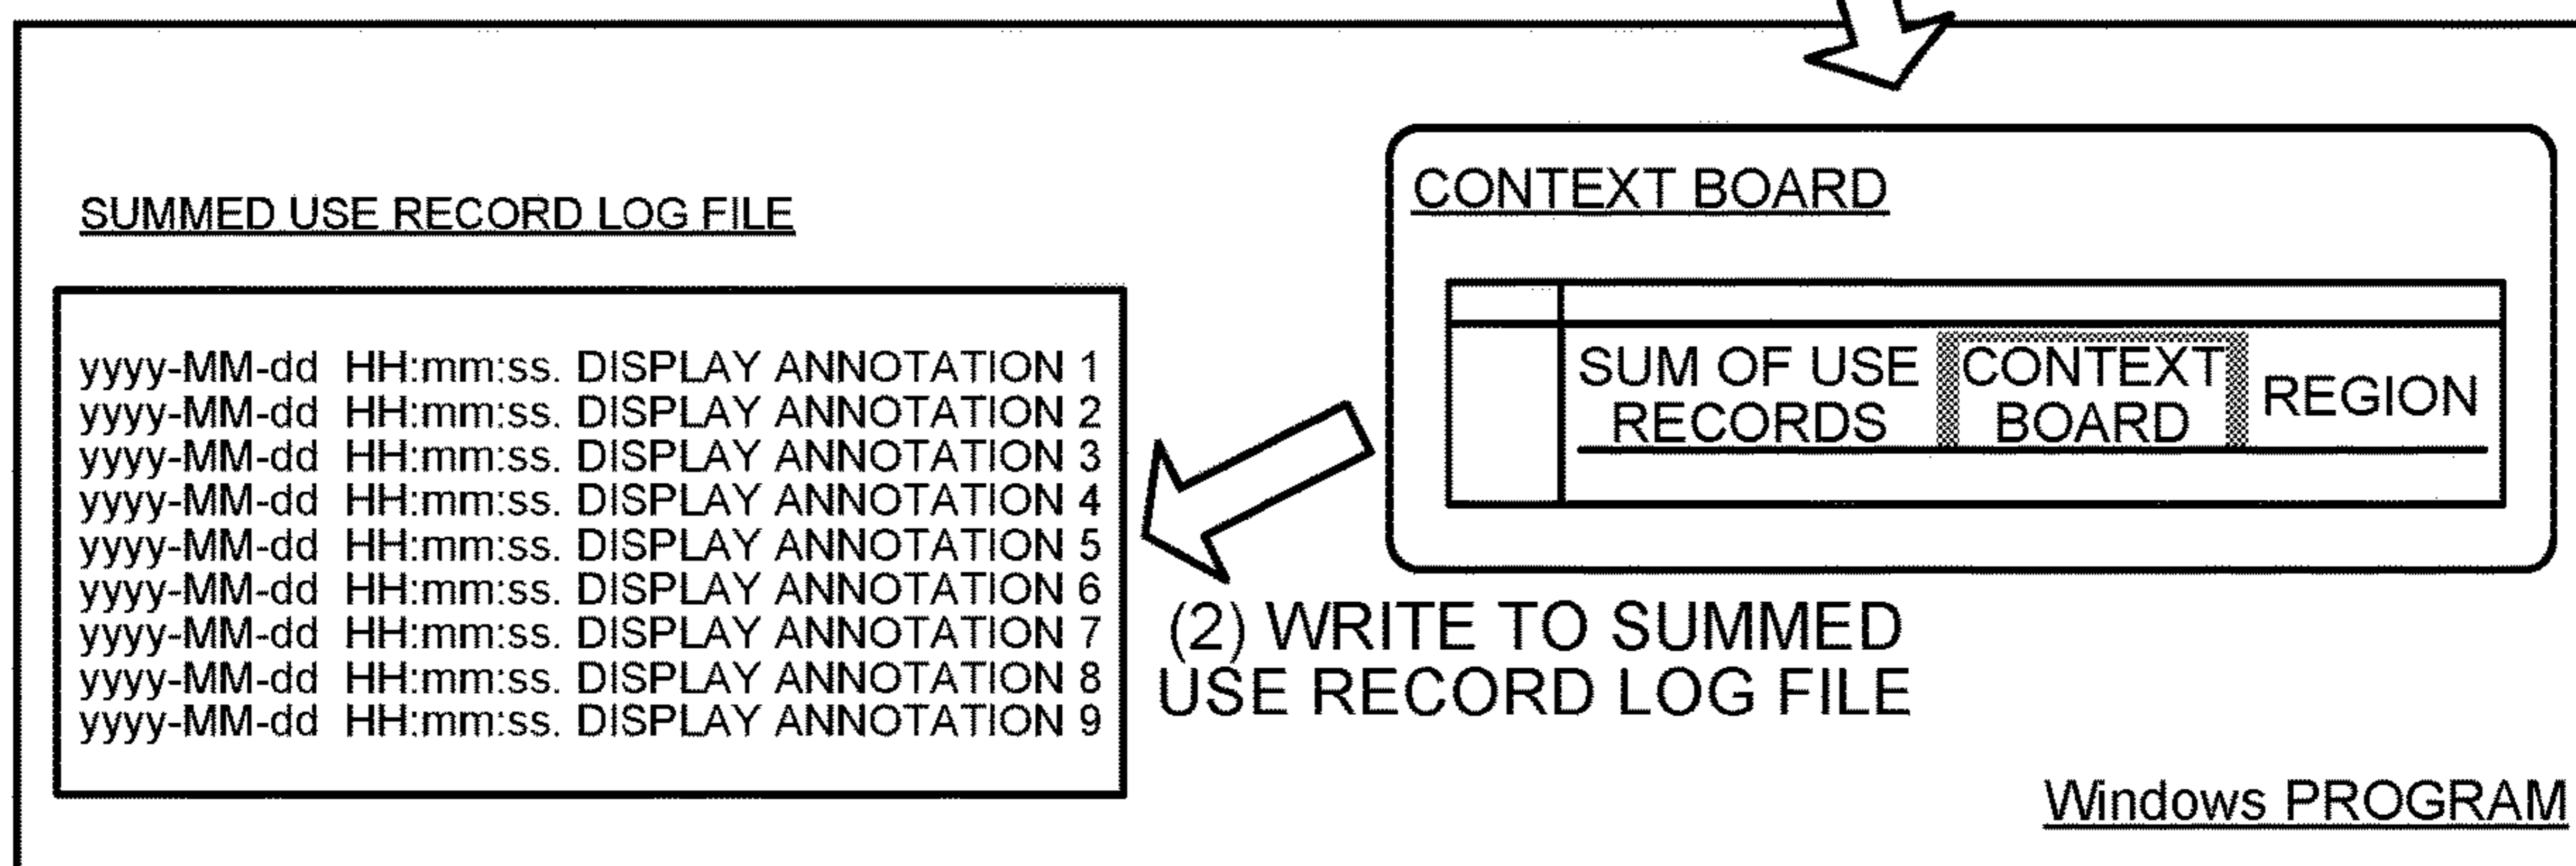 SUMMED USE RECORD LOG FILE
yyyy-MM-dd HH:mm:ss. DISPLAY ANNOTATION 1
yyyy-MM-dd HH:mm:ss. DISPLAY ANNOTATION 2
yyyy-MM-dd HH:mm:ss. DISPLAY ANNOTATION 3
yyyy-MM-dd HH:mm:ss. DISPLAY ANNOTATION 4
yyyy-MM-dd HH:mm:ss. DISPLAY ANNOTATION 5
yyyy-MM-dd HH:mm:ss. DISPLAY ANNOTATION 6
yyyy-MM-dd HH:mm:ss. DISPLAY ANNOTATION 7
yyyy-MM-dd HH:mm:ss. DISPLAY ANNOTATION 8
yyyy-MM-dd HH:mm:ss. DISPLAY ANNOTATION 9
CONTEXT BOARD
SUM OF USE
RECORDS
CONTEXT
BOARD
REGION
(2) WRITE TO SUMMED
USE RECORD LOG FILE
Windows PROGRAM